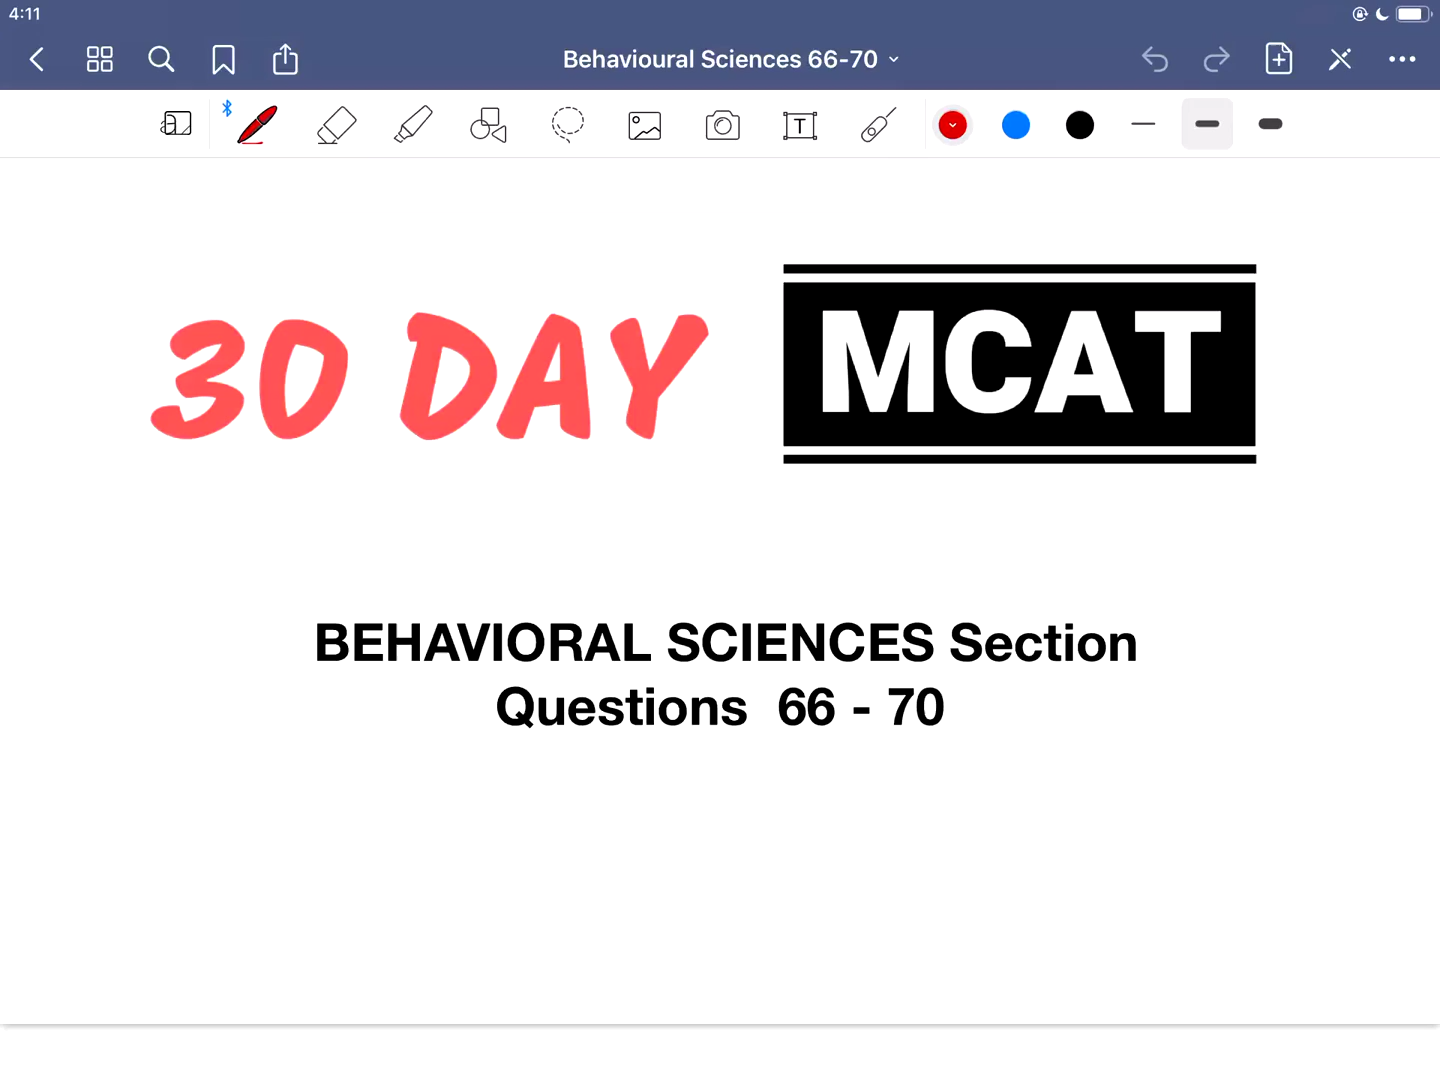 4:11
Behavioural Sciences 66-70
T
30 DAY
MCAT
BEHAVIORAL SCIENCES Section
Questions 66 - 70